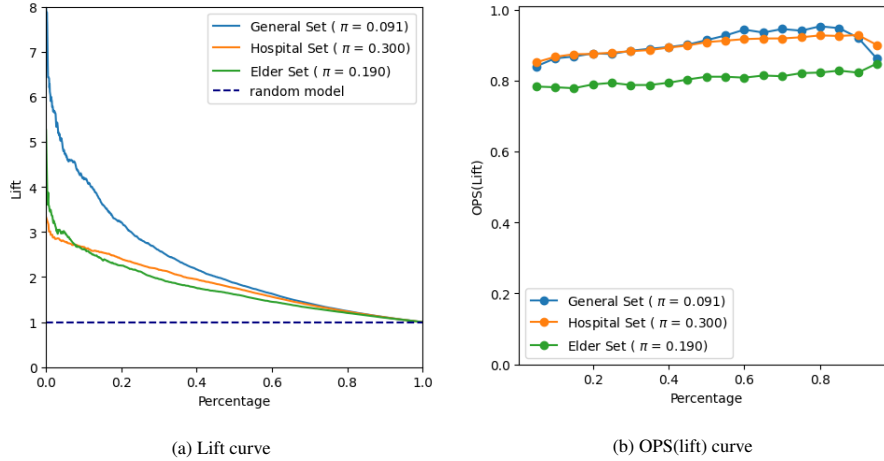 8
7
6
5
4
3
2
1
0
Lift
0.0 0.2 0.4 0.6 0.8 1.0
Percentage
General Set ( π = 0.091)
Hospital Set ( π = 0.300)
Elder Set ( π = 0.190)
random model
(a) Lift curve
1.0
0.8
0.6
0.4
0.2
0.0
OPS(Lift)
0.2 0.4 0.6 0.8
Percentage
General Set ( π = 0.091)
Hospital Set ( π = 0.300)
Elder Set ( π = 0.190)
(b) OPS(lift) curve